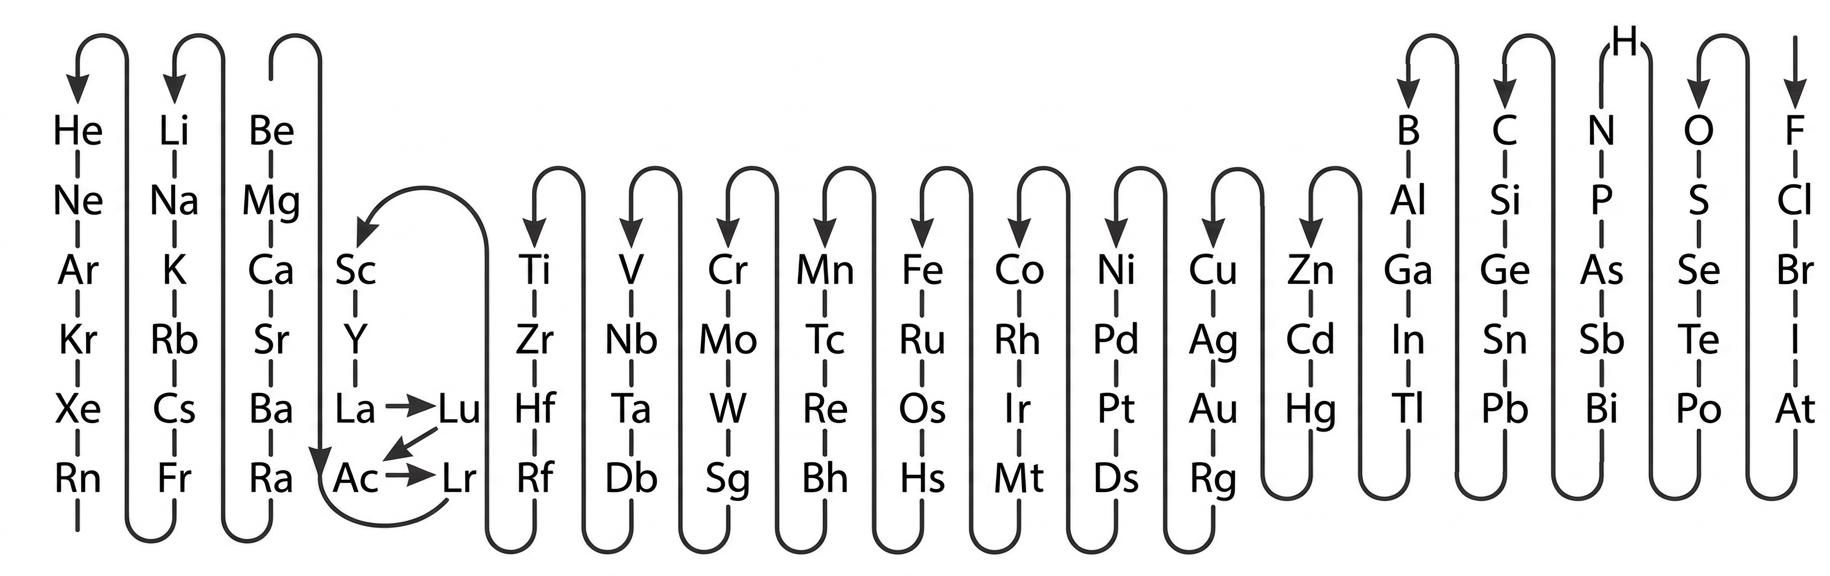 H
He Li Be B C N O F
Ne Na Mg Al Si P S Cl
Ar K Ca Sc Ti V Cr Mn Fe Co Ni Cu Zn Ga Ge As Se Br
Kr Rb Sr Y Zr Nb Mo Tc Ru Rh Pd Ag Cd In Sn Sb Te I
Xe Cs Ba La Lu Hf Ta W Re Os Ir Pt Au Hg Tl Pb Bi Po At
Rn Fr Ra Ac Lr Rf Db Sg Bh Hs Mt Ds Rg